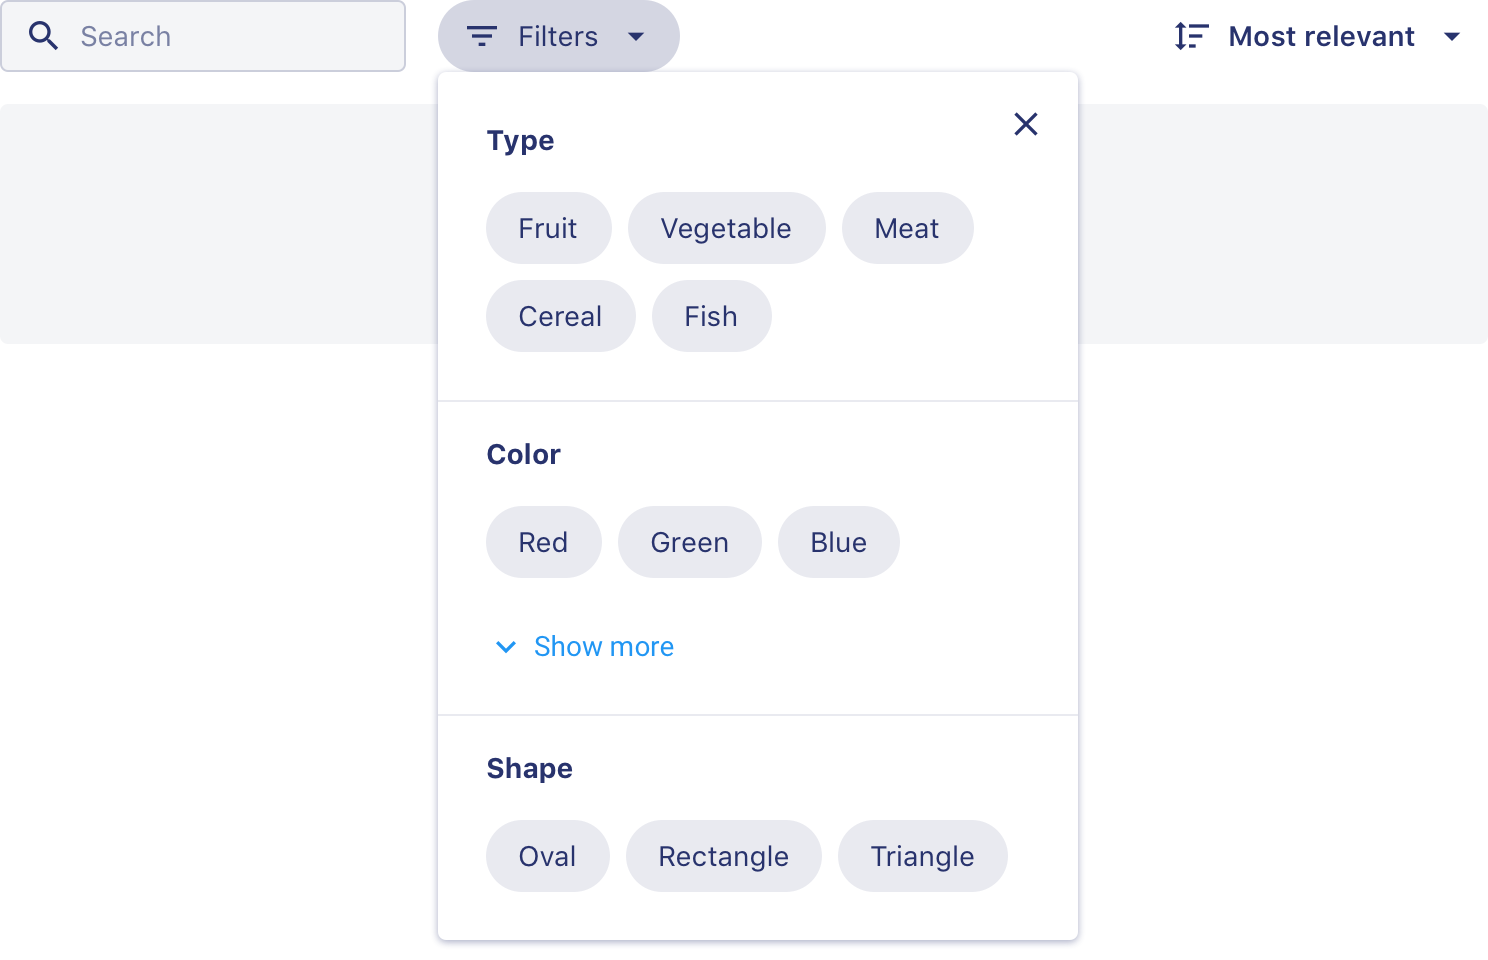 Search
Filters
Most relevant
Type
Fruit Vegetable Meat
Cereal Fish
Color
Red Green Blue
Show more
Shape
Oval Rectangle Triangle